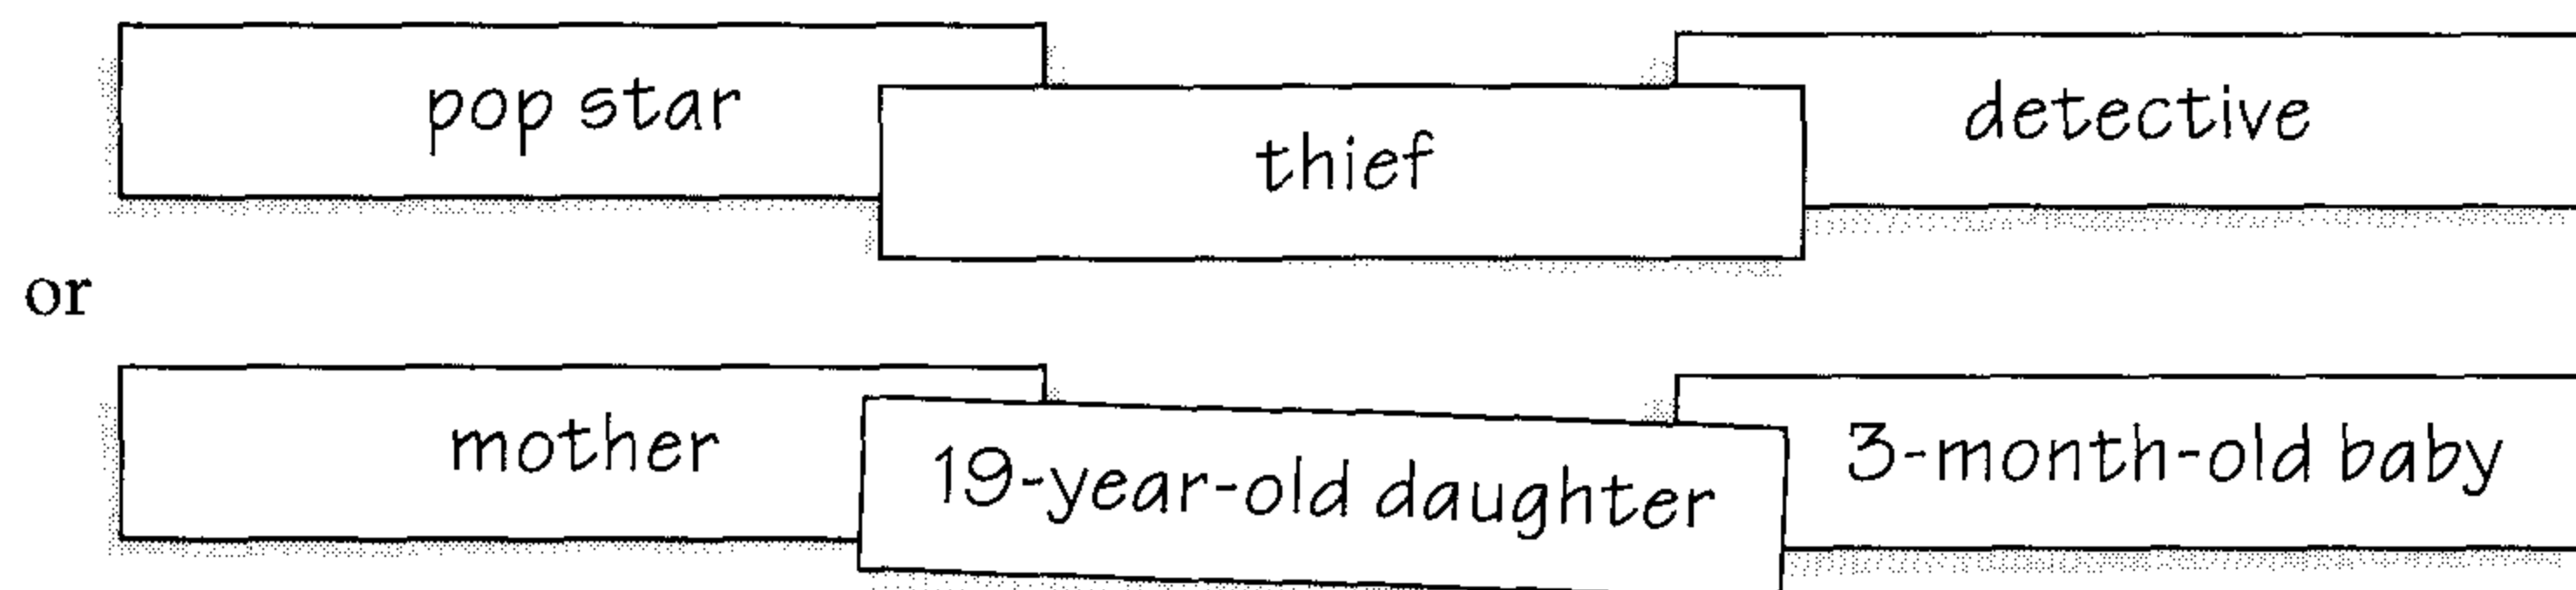 pop star thief detective
or
mother 19-year-old daughter 3-month-old baby